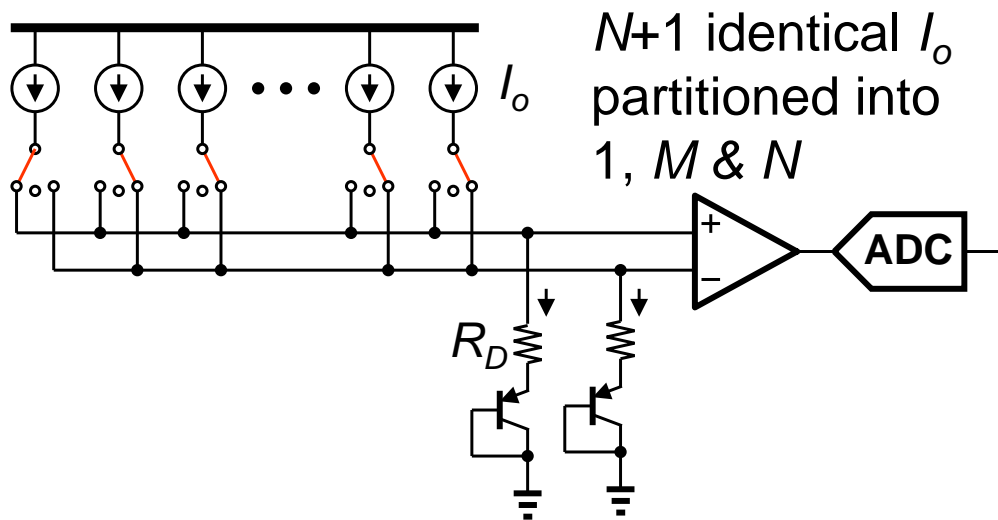 N+1 identical Io
partitioned into
1, M & N
Io
+
−
ADC
RD